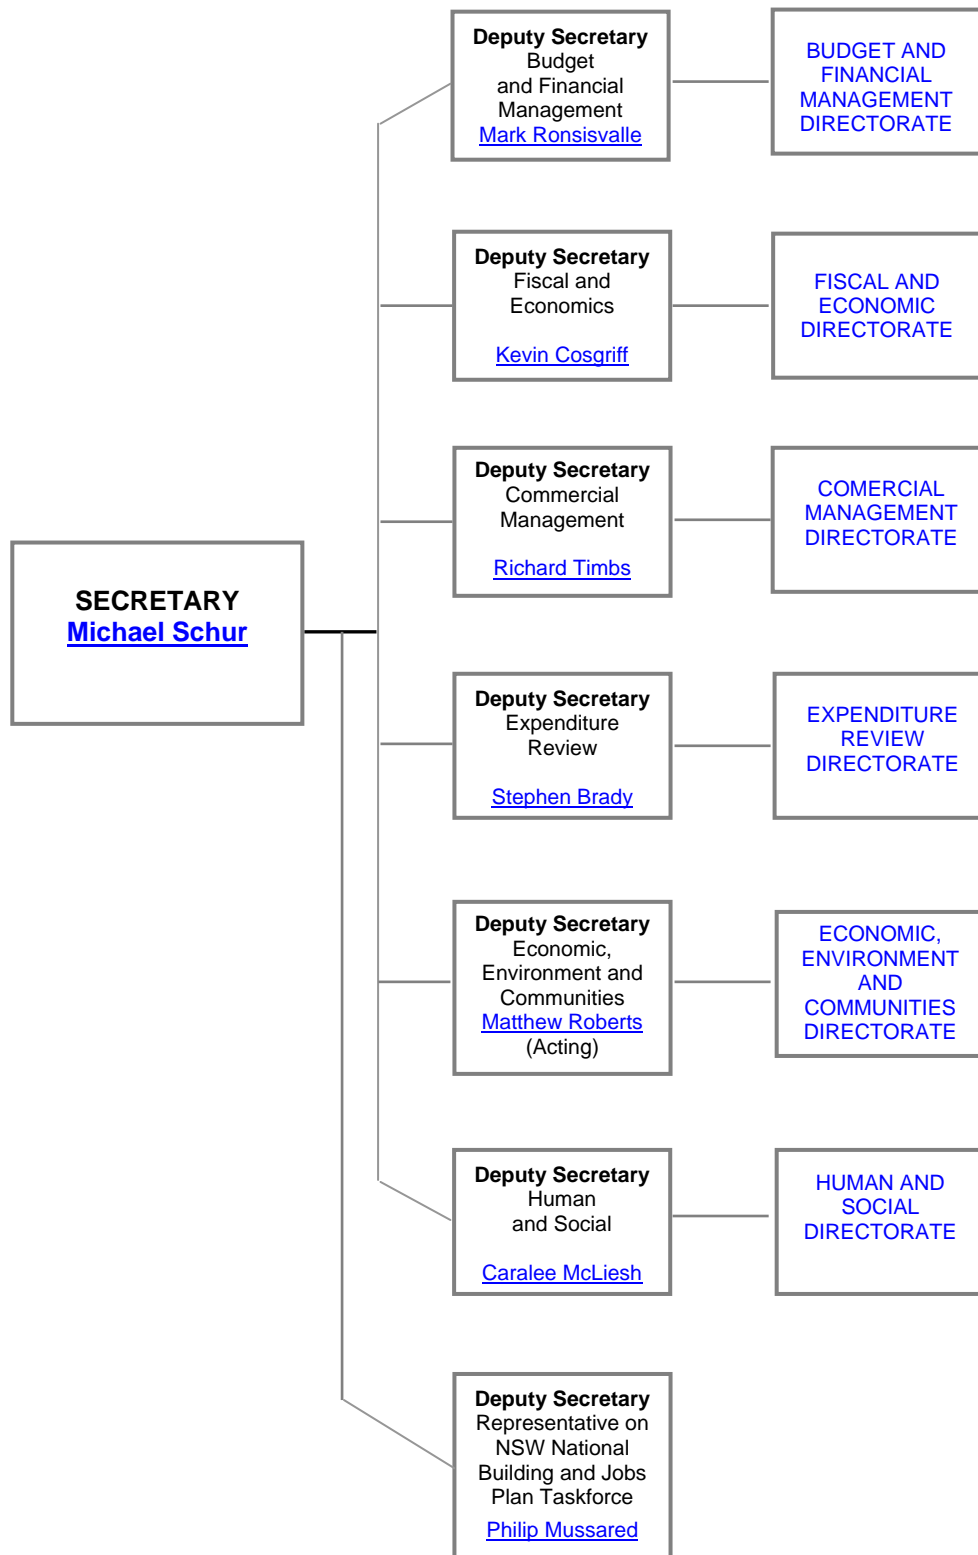 Deputy Secretary
Budget
and Financial
Management
Mark Ronsisvalle
BUDGET AND
FINANCIAL
MANAGEMENT
DIRECTORATE
Deputy Secretary
Fiscal and
Economics
Kevin Cosgriff
FISCAL AND
ECONOMIC
DIRECTORATE
Deputy Secretary
Commercial
Management
Richard Timbs
COMERCIAL
MANAGEMENT
DIRECTORATE
SECRETARY
Michael Schur
Deputy Secretary
Expenditure
Review
Stephen Brady
EXPENDITURE
REVIEW
DIRECTORATE
Deputy Secretary
Economic,
Environment and
Communities
Matthew Roberts
(Acting)
ECONOMIC,
ENVIRONMENT
AND
COMMUNITIES
DIRECTORATE
Deputy Secretary
Human
and Social
Caralee McLiesh
HUMAN AND
SOCIAL
DIRECTORATE
Deputy Secretary
Representative on
NSW National
Building and Jobs
Plan Taskforce
Philip Mussared